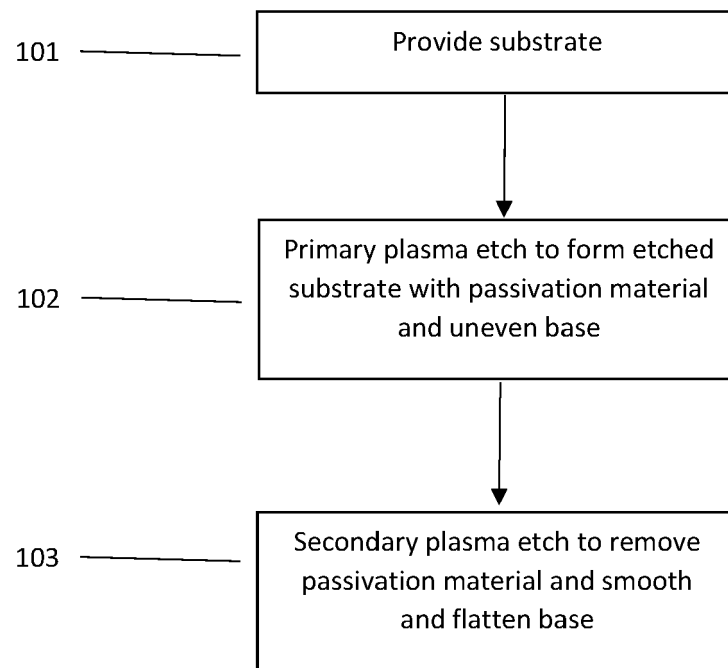 101
Provide substrate
102
Primary plasma etch to form etched
substrate with passivation material
and uneven base
103
Secondary plasma etch to remove
passivation material and smooth
and flatten base